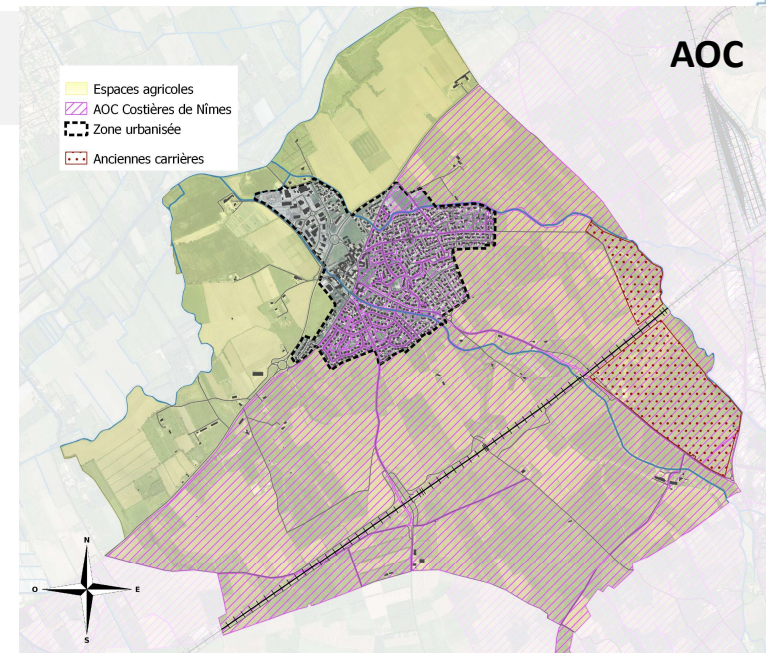 AOC
Espaces agricoles
AOC Costières de Nîmes
Zone urbanisée
Anciennes carrières
N
O
E
S